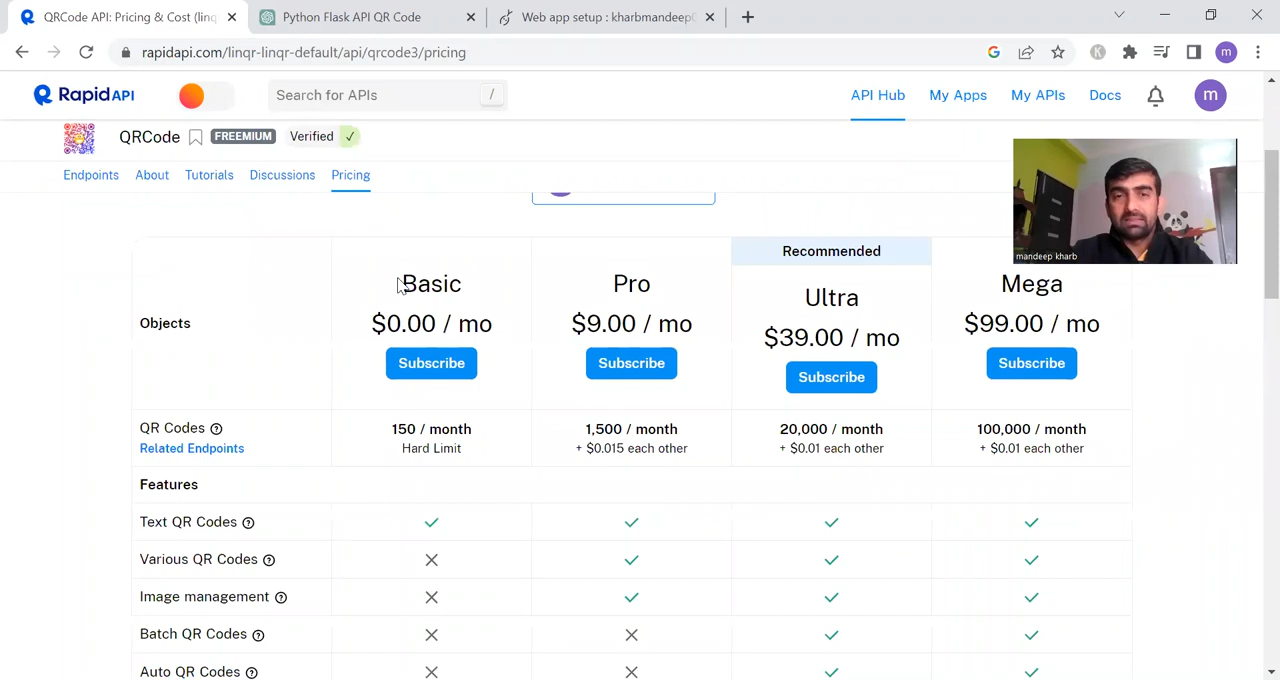 QRCode API: Pricing & Cost (linq
Python Flask API QR Code
Web app setup : kharbmandeep
rapidapi.com/linqr-linqr-default/api/qrcode3/pricing
K
m
Rapid API
Search for APIs
/
API Hub
My Apps
My APIs
Docs
m
QRCode
FREEMIUM
Verified
Endpoints
About
Tutorials
Discussions
Pricing
mandeep kharb
Recommended
Objects
Basic
$0.00 / mo
Subscribe
Pro
$9.00 / mo
Subscribe
Ultra
$39.00 / mo
Subscribe
Mega
$99.00 / mo
Subscribe
QR Codes
Related Endpoints
150 / month
Hard Limit
1,500 / month
+ $0.015 each other
20,000 / month
+ $0.01 each other
100,000 / month
+ $0.01 each other
Features
Text QR Codes
Various QR Codes
Image management
Batch QR Codes
Auto QR Codes